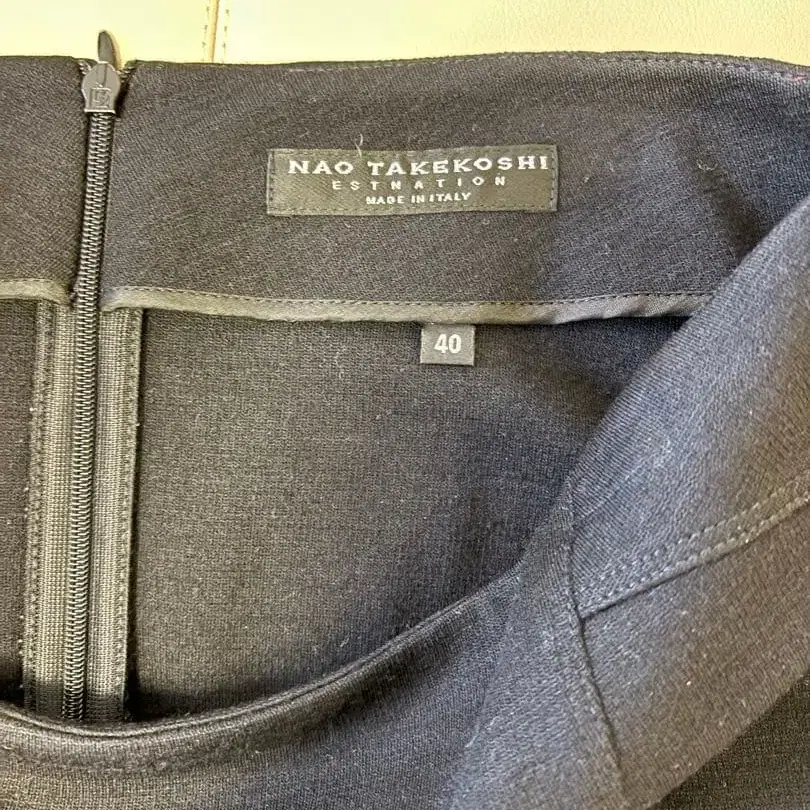 NAO TAKEKOSHI
ESTNATION
MADE IN ITALY
40